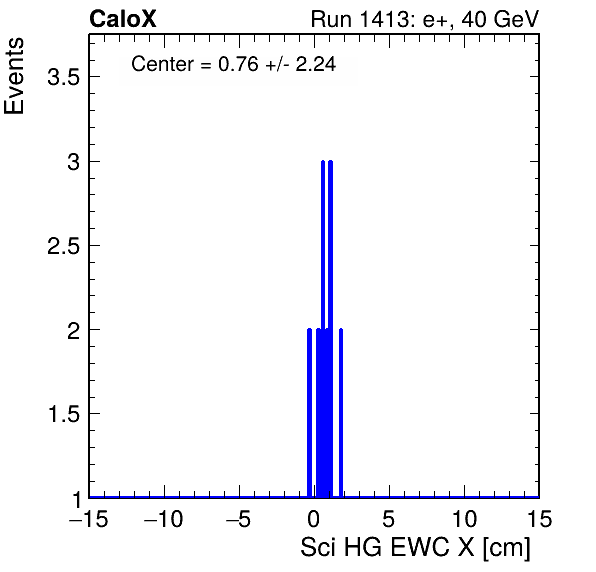 CaloX Run 1413: e+, 40 GeV
Events
Center = 0.76 +/- 2.24
3.5
3
2.5
2
1.5
1
−15 −10 −5 0 5 10 15
Sci HG EWC X [cm]